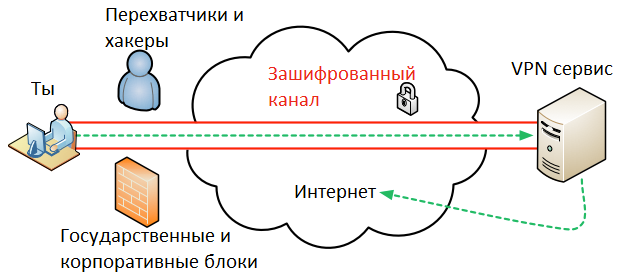 Перехватчики и
хакеры
Ты
Зашифрованный
канал
VPN сервис
Интернет
Государственные и
корпоративные блоки